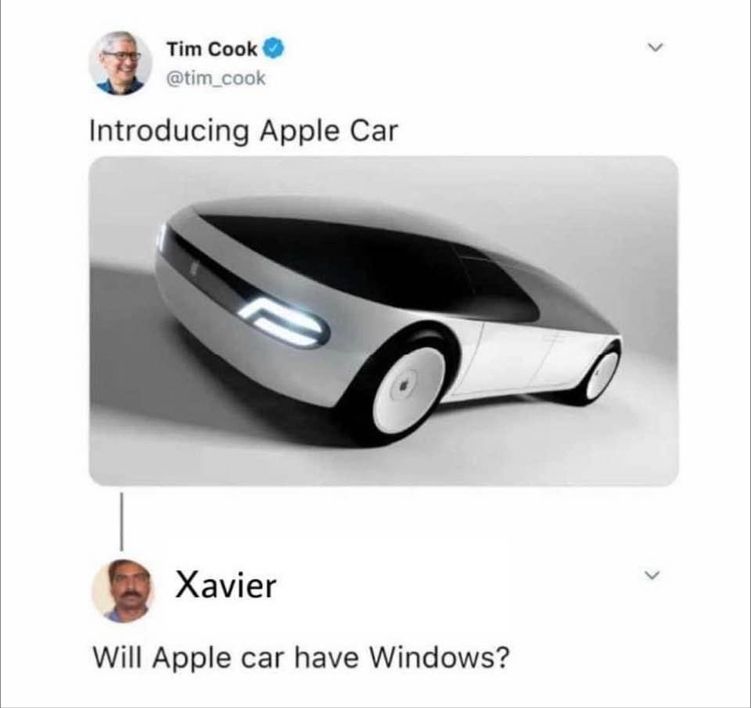 Tim Cook
@tim_cook
Introducing Apple Car
Xavier
Will Apple car have Windows?